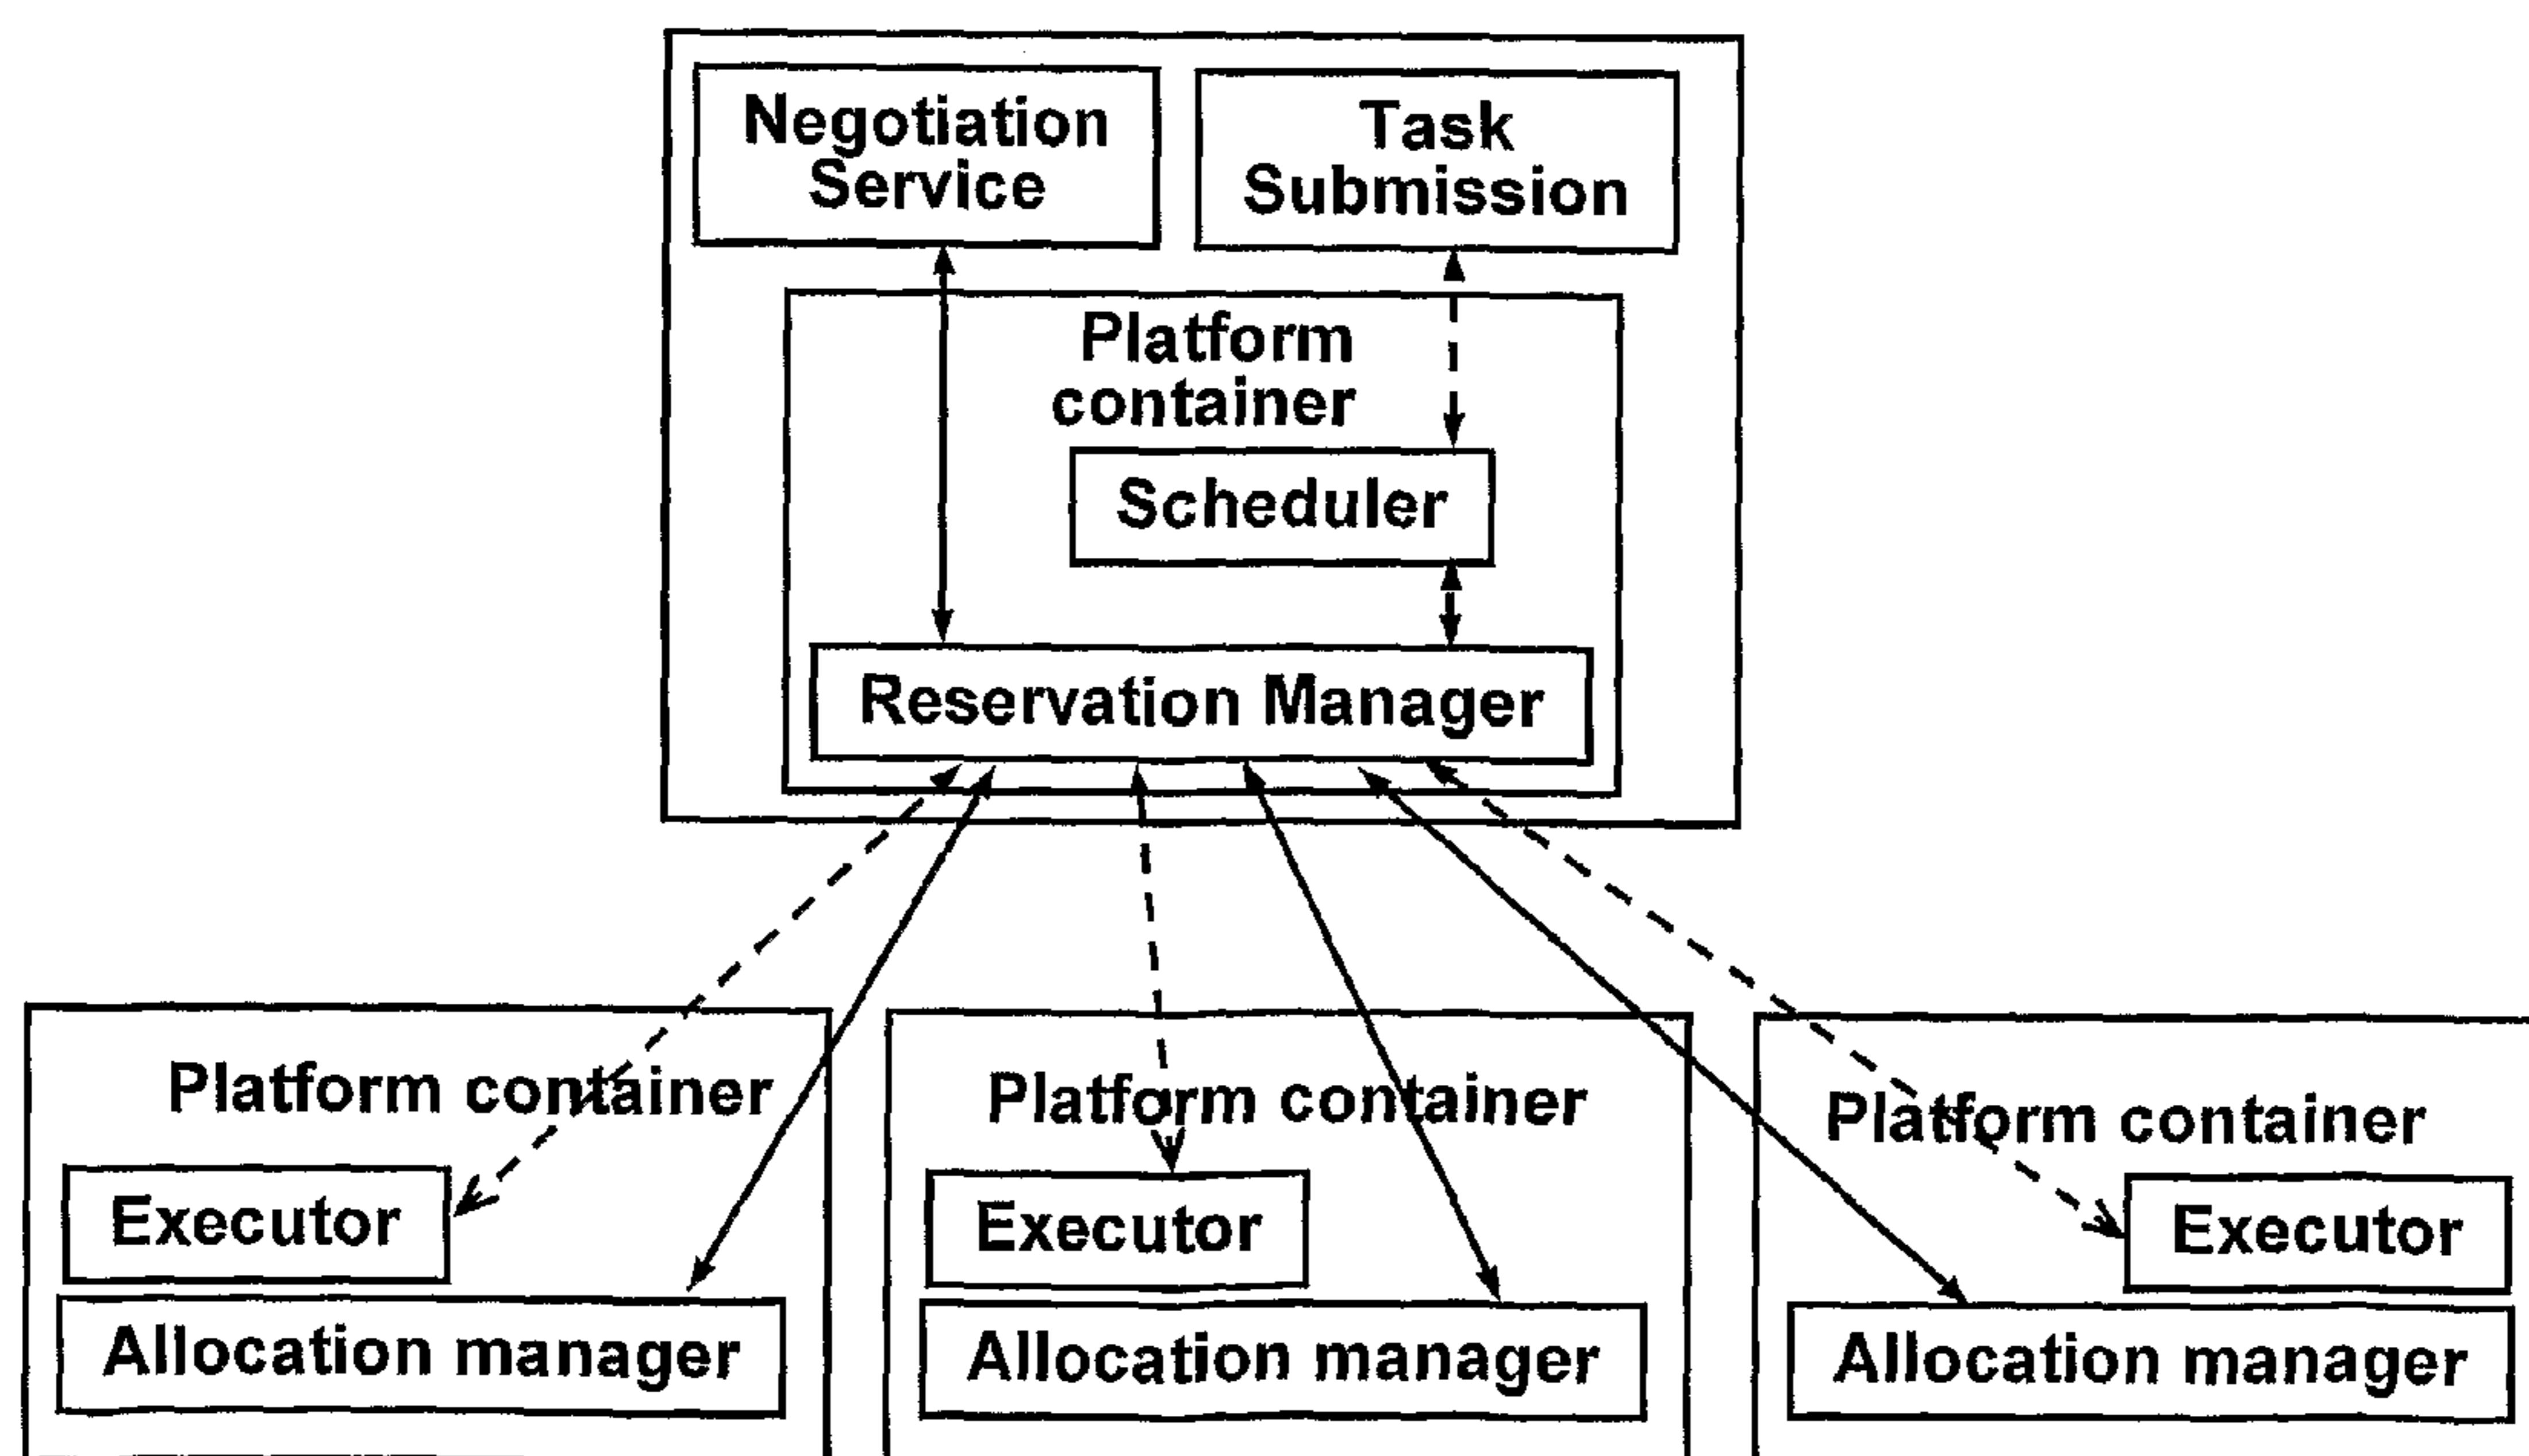 Negotiation
Service
Task
Submission
Platform
container
Scheduler
Reservation Manager
Platform container
Executor
Allocation manager
Platform container
Executor
Allocation manager
Platform container
Executor
Allocation manager